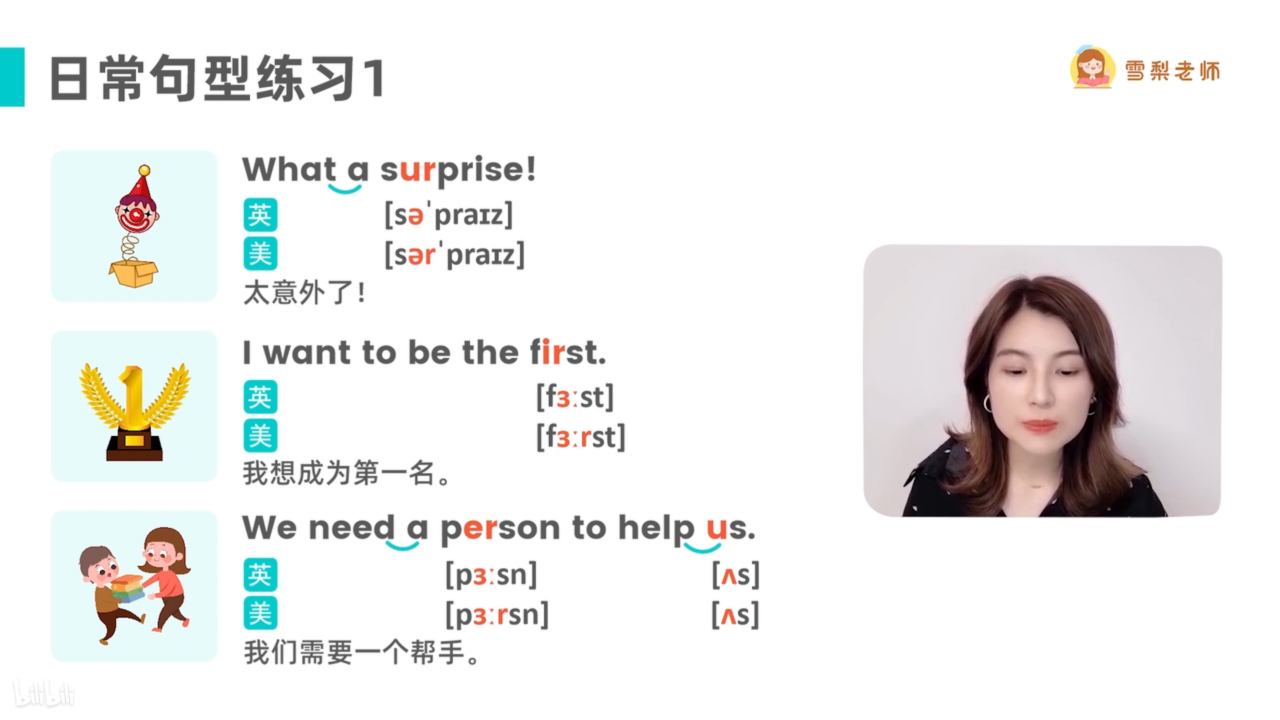 日常句型练习1
雪梨老师
What a surprise!
英 [səˈpraɪz]
美 [sərˈpraɪz]
太意外了!
I want to be the first.
英 [fɜːst]
美 [fɜːrst]
我想成为第一名。
We need a person to help us.
英 [pɜːsn] [ʌs]
美 [pɜːrsn] [ʌs]
我们需要一个帮手。
bilibili